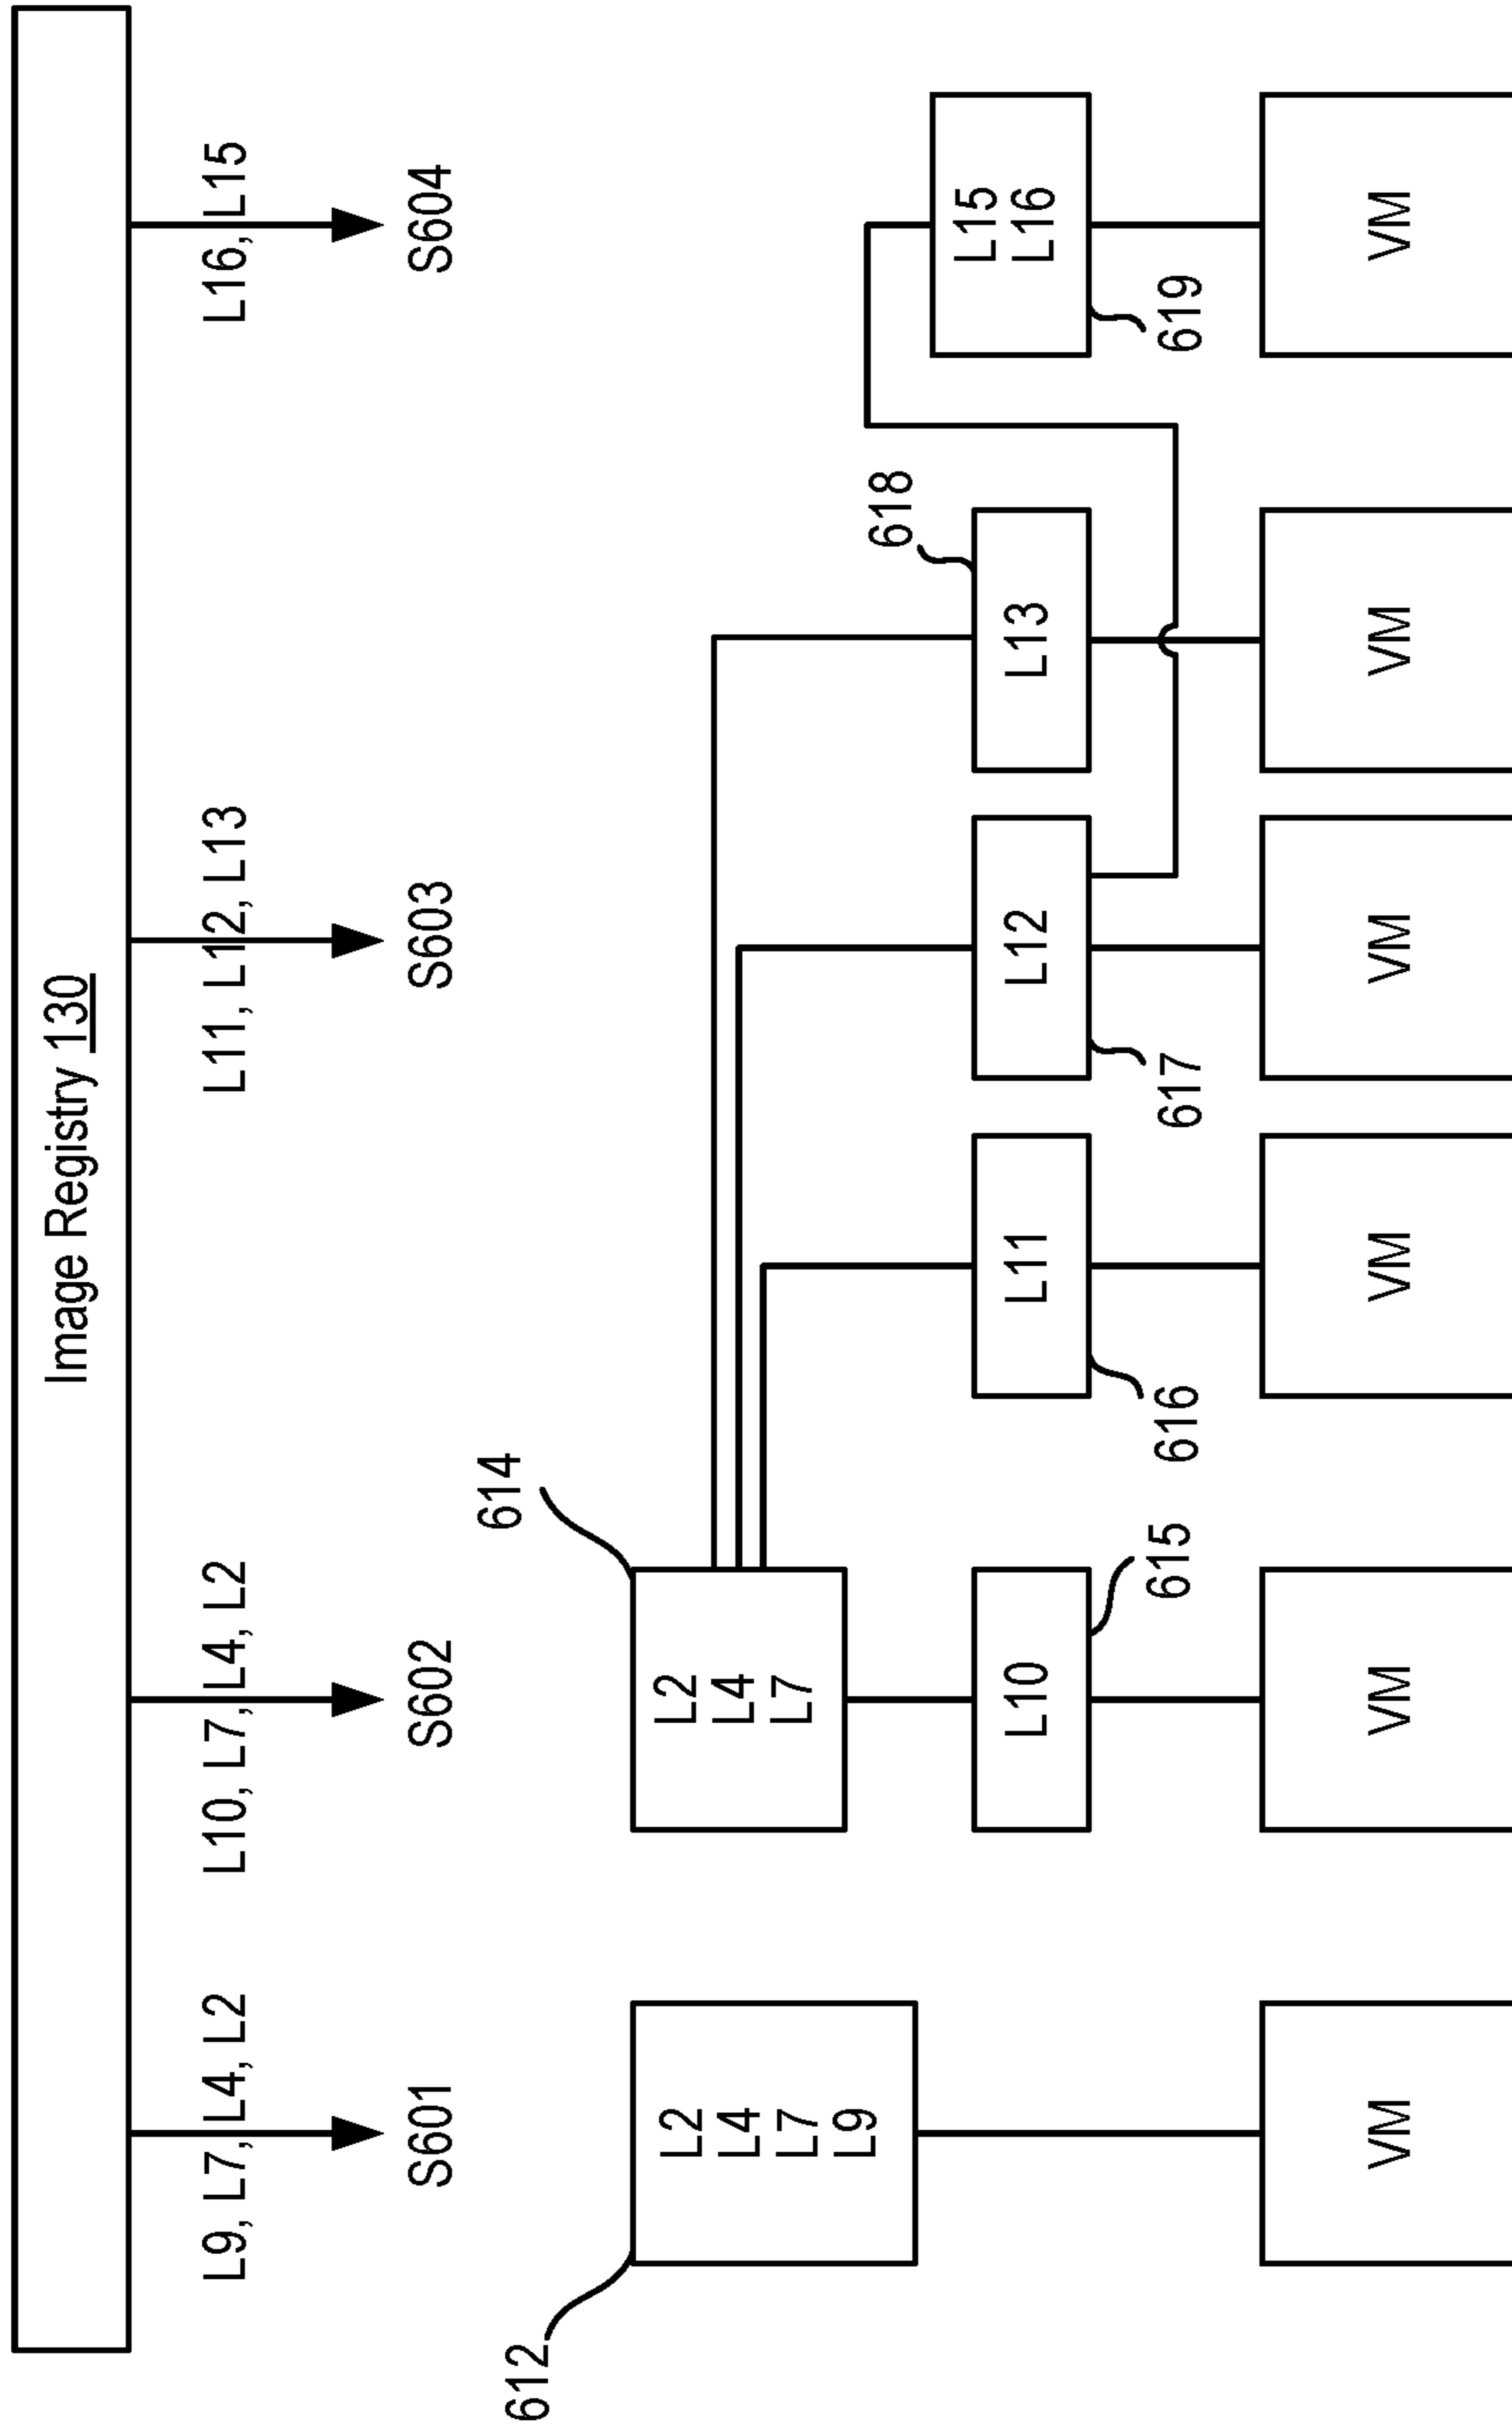 Image Registry 130
L9, L7, L4, L2
L10, L7, L4, L2
L11, L12, L13
L16, L15
S601
S602
S603
S604
612
614
L2
L4
L7
L9
L2
L4
L7
618
L10
L11
L12
L13
L15
L16
615
616
617
619
VM
VM
VM
VM
VM
VM